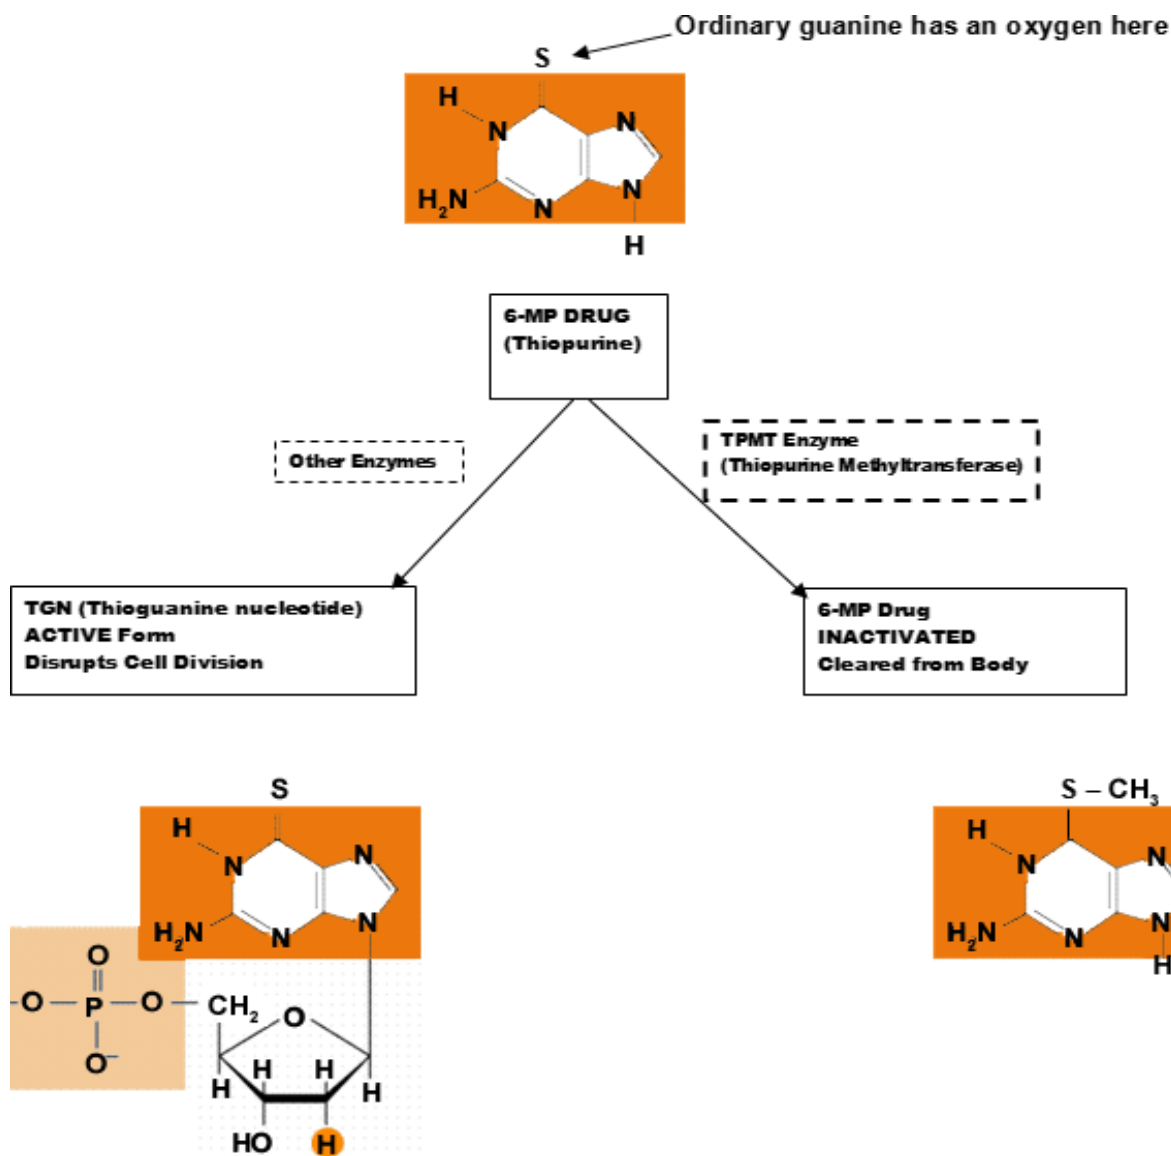 Ordinary guanine has an oxygen here
S
H
N
N
H2N
N
N
H
6-MP DRUG
(Thiopurine)
Other Enzymes
TPMT Enzyme
(Thiopurine Methyltransferase)
TGN (Thioguanine nucleotide)
ACTIVE Form
Disrupts Cell Division
6-MP Drug
INACTIVATED
Cleared from Body
S
H
N
N
H2N
N
N
O
O
P
O
CH2
O
O−
H
H
H
H
HO
H
S – CH3
H
N
N
H2N
N
N
H